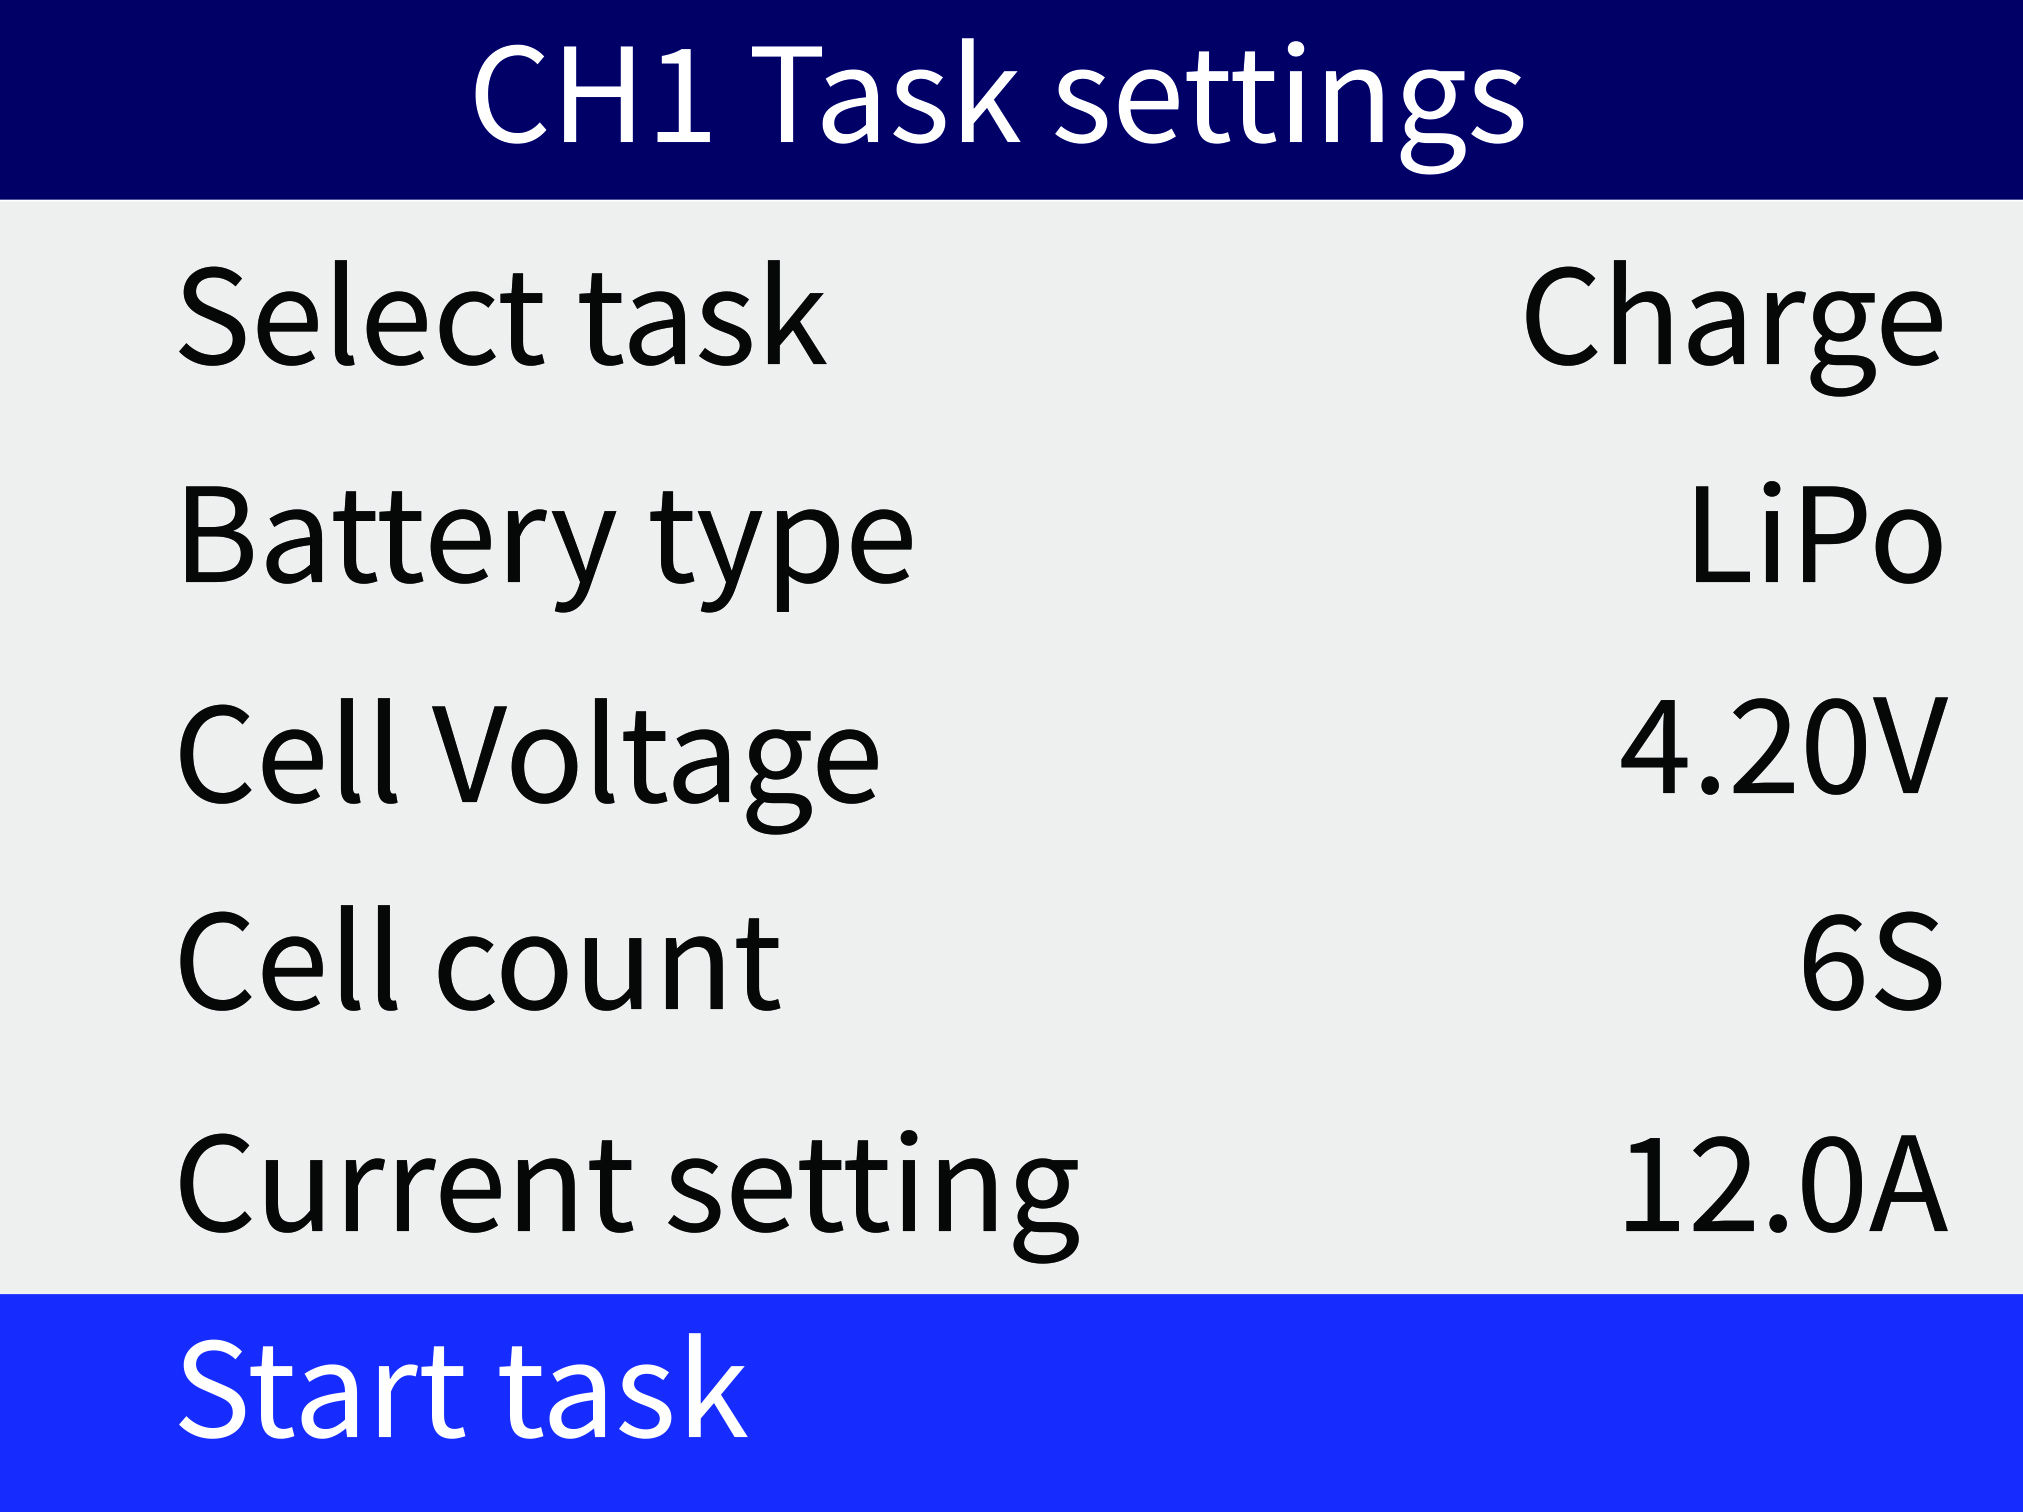 CH1 Task settings
Select task Charge
Battery type LiPo
Cell Voltage 4.20V
Cell count 6S
Current setting 12.0A
Start task